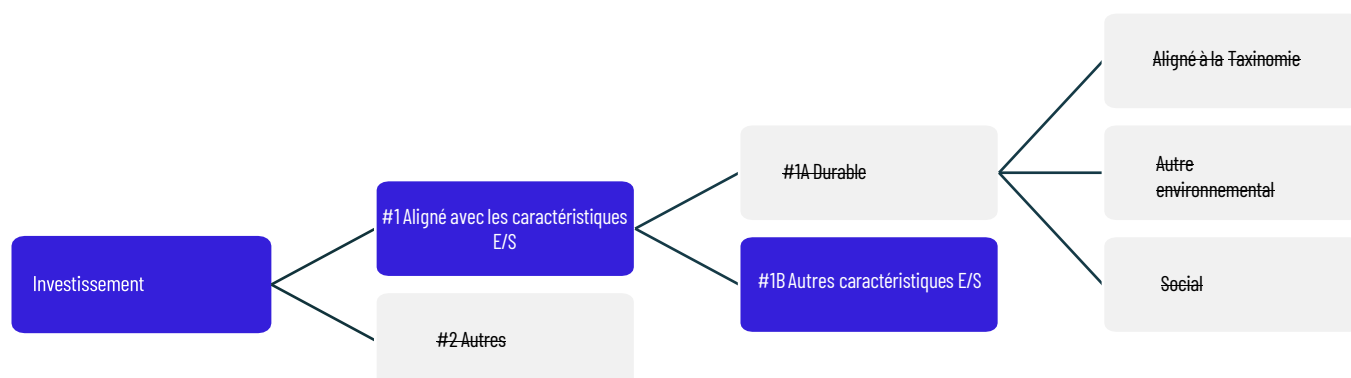 Aligné à la Taxinomie
#1A Durable
Autre
environnemental
#1 Aligné avec les caractéristiques
E/S
Investissement
#1B Autres caractéristiques E/S
Social
#2 Autres